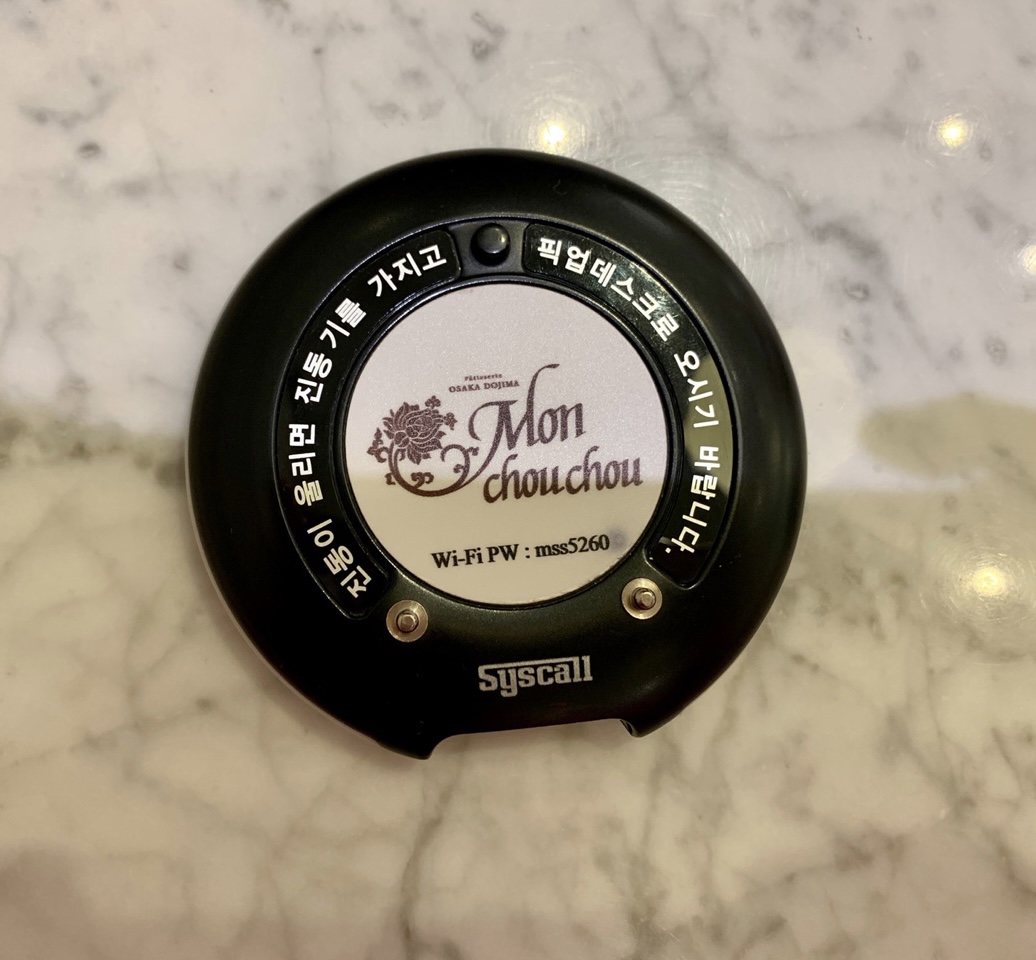 진동이 울리면 진동기를 가지고
픽업데스크로 오시기 바랍니다.
Pâtisserie
OSAKA DOJIMA
Mon
chouchou
Wi-Fi PW : mss5260
Syscall